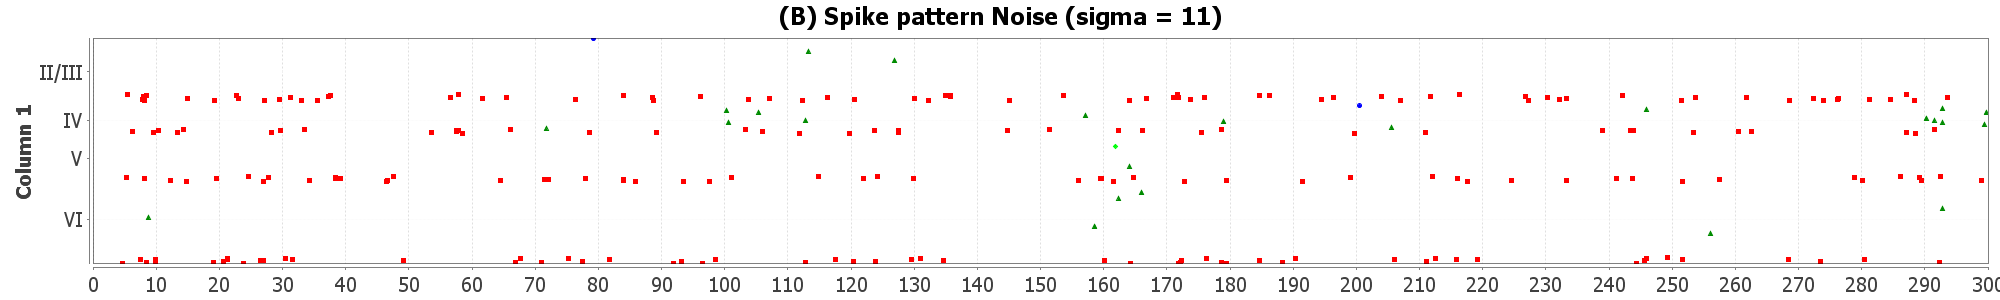 (B) Spike pattern Noise (sigma = 11)
II/III
IV
V
VI
Column 1
0 10 20 30 40 50 60 70 80 90 100 110 120 130 140 150 160 170 180 190 200 210 220 230 240 250 260 270 280 290 300